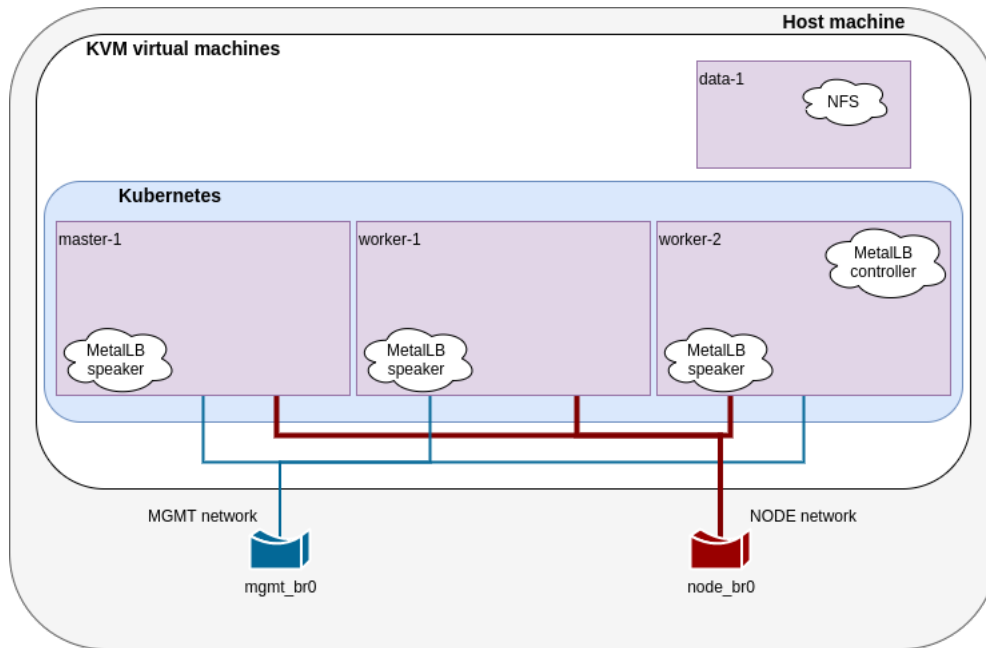 Host machine
KVM virtual machines
data-1
NFS
Kubernetes
master-1
worker-1
worker-2
MetalLB
controller
MetalLB
speaker
MetalLB
speaker
MetalLB
speaker
MGMT network
NODE network
mgmt_br0
node_br0